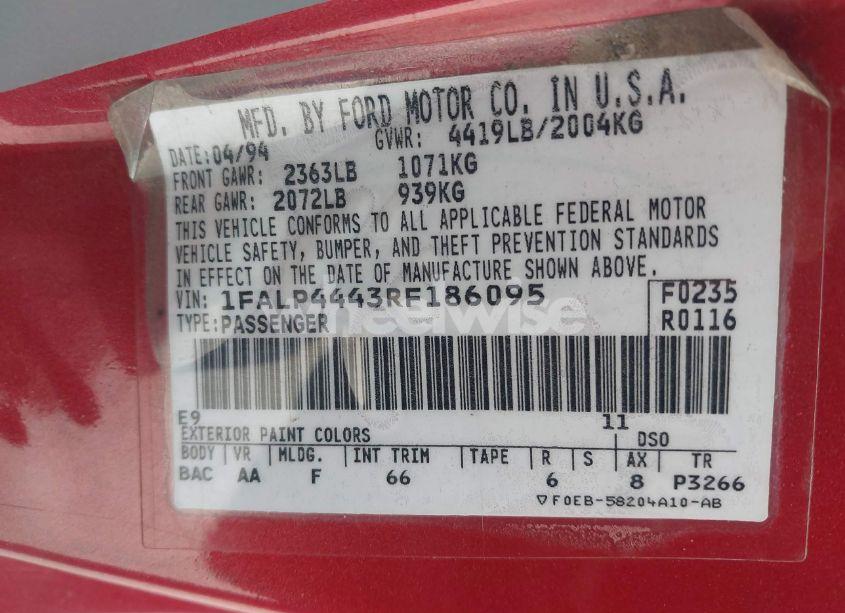 MFD. BY FORD MOTOR CO. IN U.S.A.
DATE: 04/94 GVWR: 4419LB/2004KG
FRONT GAWR: 2363LB 1071KG
REAR GAWR: 2072LB 939KG
THIS VEHICLE CONFORMS TO ALL APPLICABLE FEDERAL MOTOR
VEHICLE SAFETY, BUMPER, AND THEFT PREVENTION STANDARDS
IN EFFECT ON THE DATE OF MANUFACTURE SHOWN ABOVE.
VIN: 1FALP4443RF186095 F0235
TYPE: PASSENGER R0116
wheelwise
E9 11
EXTERIOR PAINT COLORS DSO
BODY VR MLDG. INT TRIM TAPE R S AX TR
BAC AA F 66 6 8 P3266
▽ F0EB-58204A10-AB